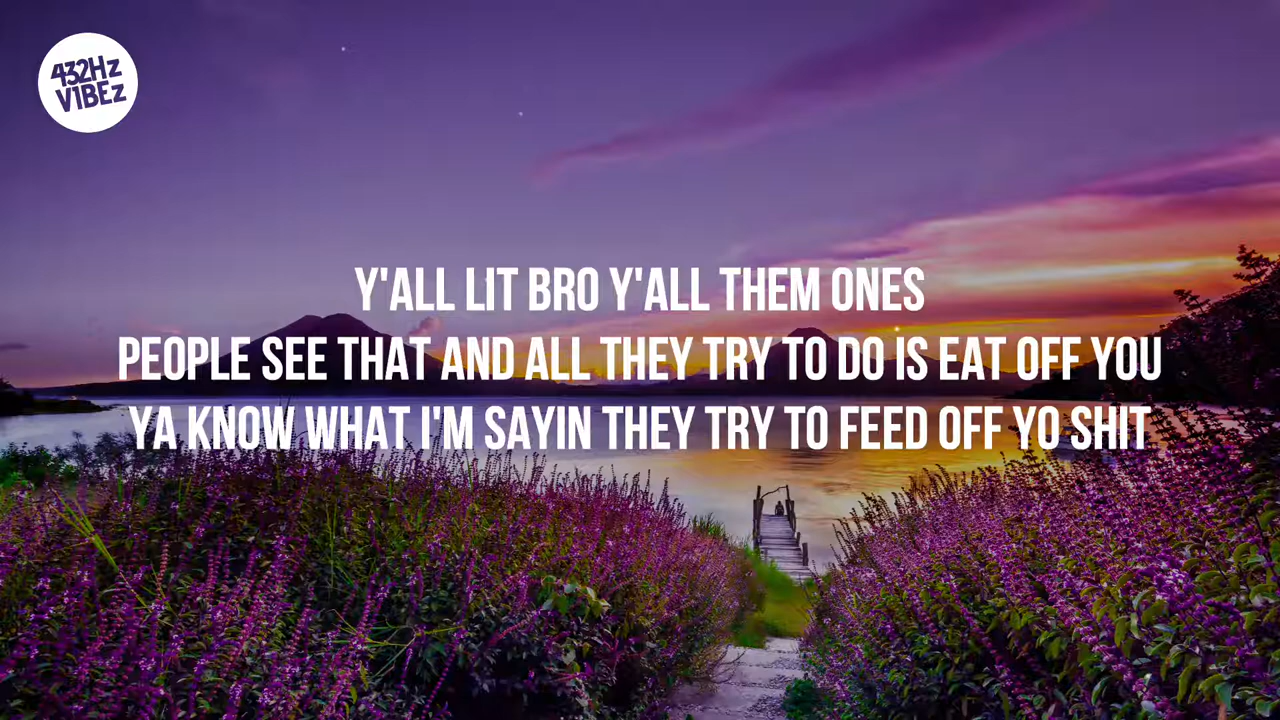 432Hz
VIBEz
Y'ALL LIT BRO Y'ALL THEM ONES
PEOPLE SEE THAT AND ALL THEY TRY TO DO IS EAT OFF YOU
YA KNOW WHAT I'M SAYIN THEY TRY TO FEED OFF YO SHIT